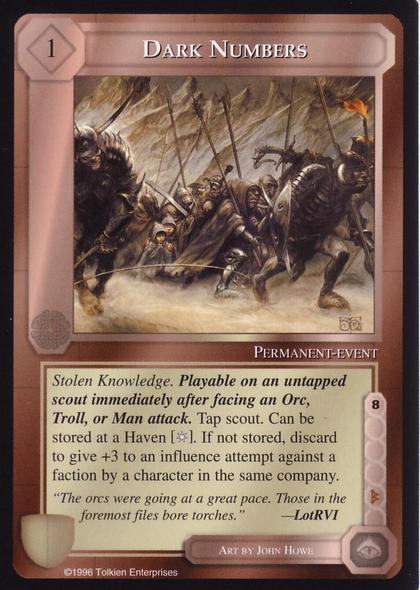 1
DARK NUMBERS
PERMANENT-EVENT
Stolen Knowledge. Playable on an untapped
scout immediately after facing an Orc,
Troll, or Man attack. Tap scout. Can be
stored at a Haven [ ]. If not stored, discard
to give +3 to an influence attempt against a
faction by a character in the same company.
“The orcs were going at a great pace. Those in the
foremost files bore torches.” —LotRVI
8
ART BY JOHN HOWE
©1996 Tolkien Enterprises